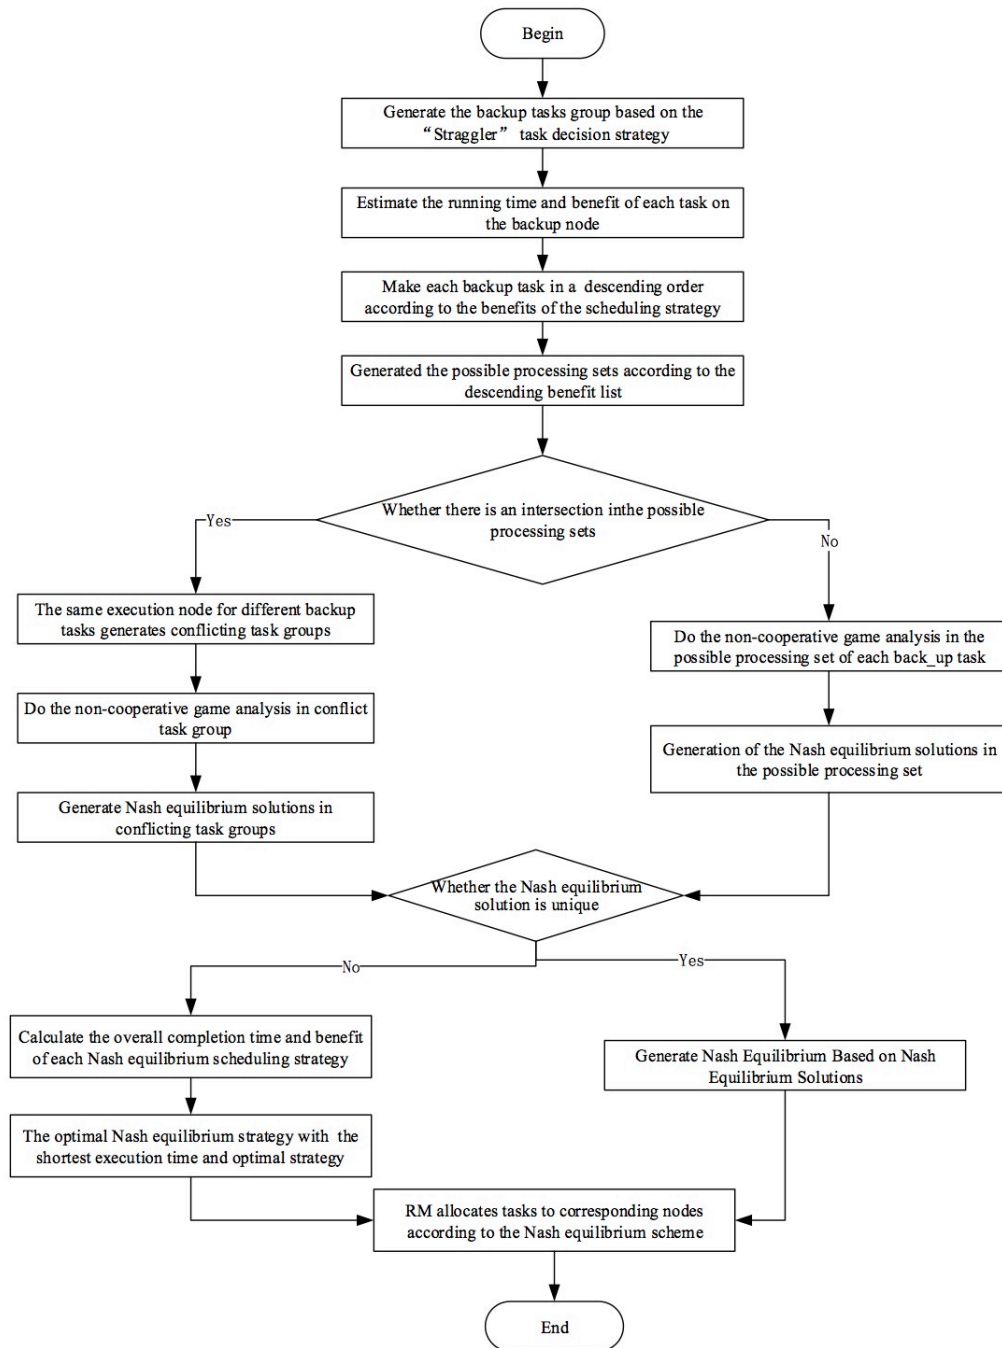 Begin
Generate the backup tasks group based on the
“Straggler” task decision strategy
Estimate the running time and benefit of each task on
the backup node
Make each backup task in a descending order
according to the benefits of the scheduling strategy
Generated the possible processing sets according to the
descending benefit list
Whether there is an intersection inthe possible
processing sets
Yes
No
The same execution node for different backup
tasks generates conflicting task groups
Do the non-cooperative game analysis in the
possible processing set of each back_up task
Do the non-cooperative game analysis in conflict
task group
Generation of the Nash equilibrium solutions in
the possible processing set
Generate Nash equilibrium solutions in
conflicting task groups
Whether the Nash equilibrium
solution is unique
No
Yes
Calculate the overall completion time and benefit
of each Nash equilibrium scheduling strategy
Generate Nash Equilibrium Based on Nash
Equilibrium Solutions
The optimal Nash equilibrium strategy with the
shortest execution time and optimal strategy
RM allocates tasks to corresponding nodes
according to the Nash equilibrium scheme
End